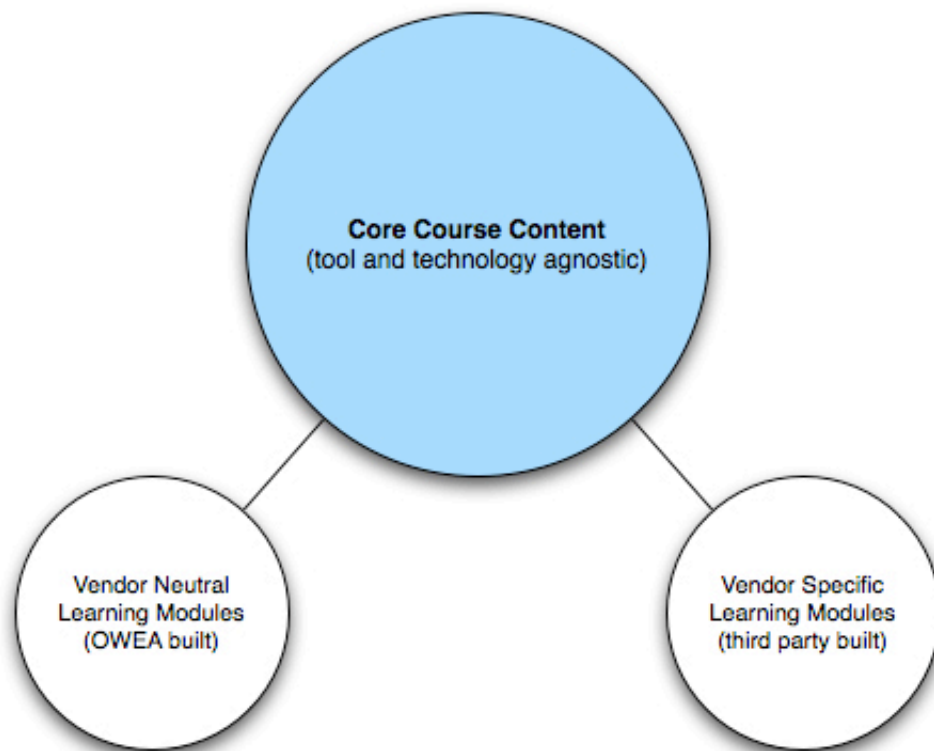 Core Course Content
(tool and technology agnostic)
Vendor Neutral
Learning Modules
(OWEA built)
Vendor Specific
Learning Modules
(third party built)